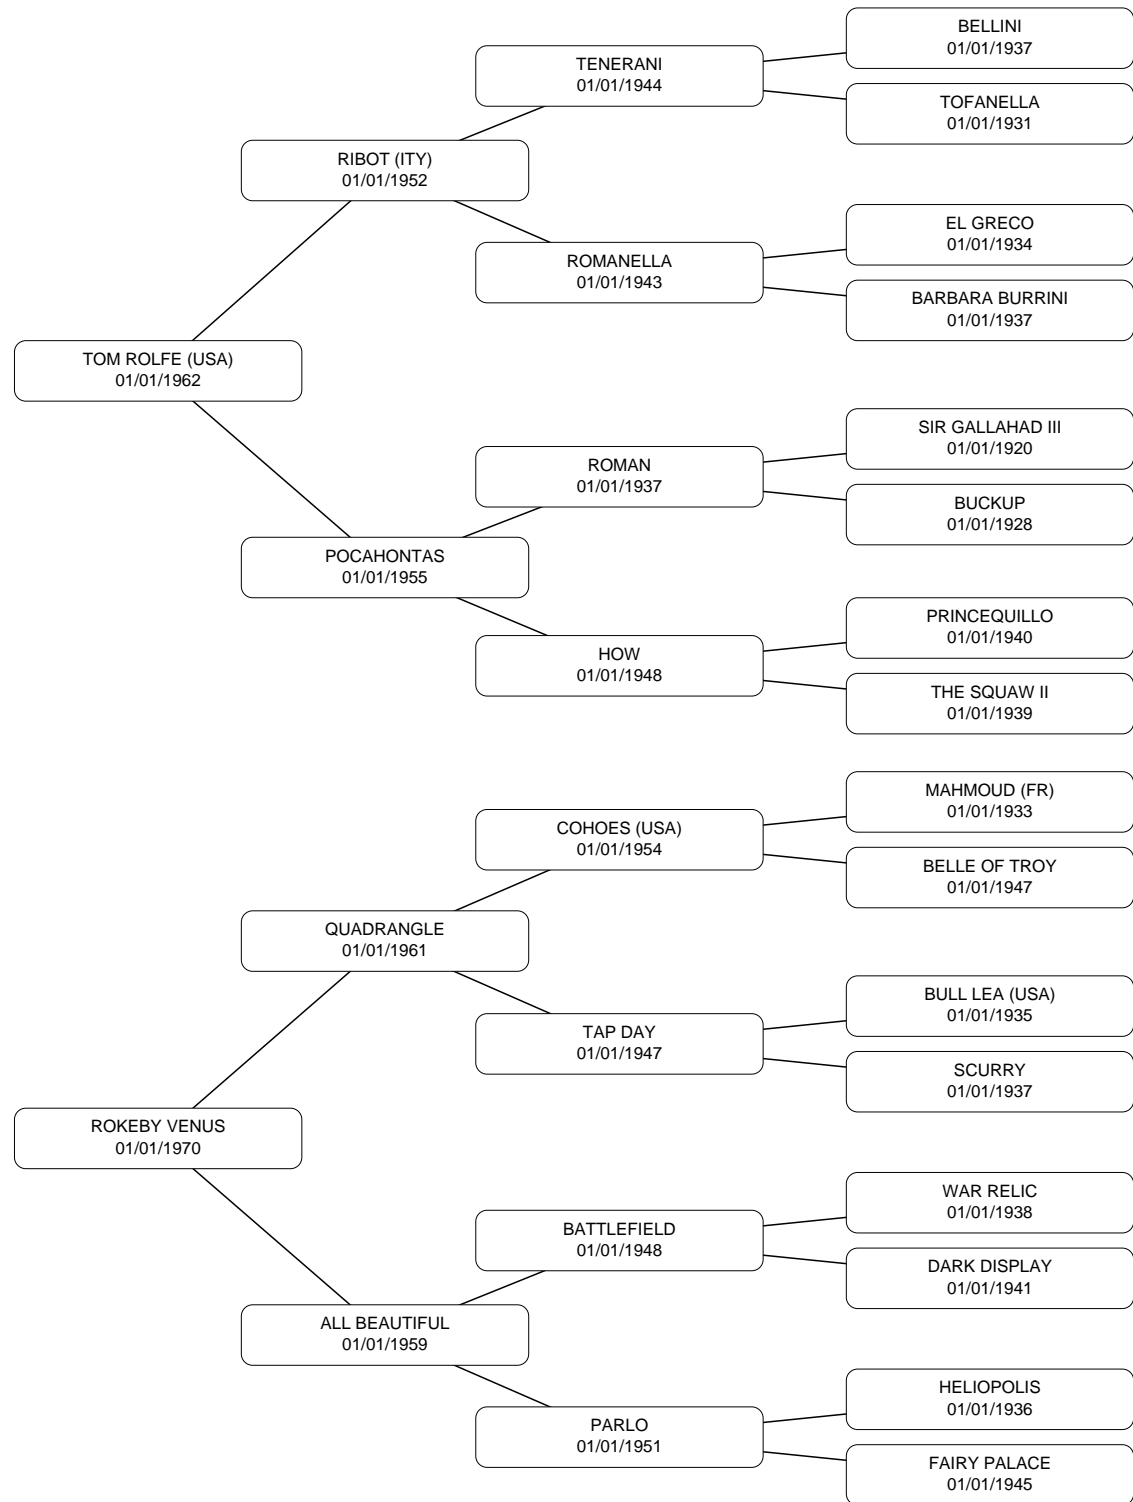 BELLINI
01/01/1937
TENERANI
01/01/1944
TOFANELLA
01/01/1931
RIBOT (ITY)
01/01/1952
EL GRECO
01/01/1934
ROMANELLA
01/01/1943
BARBARA BURRINI
01/01/1937
TOM ROLFE (USA)
01/01/1962
SIR GALLAHAD III
01/01/1920
ROMAN
01/01/1937
BUCKUP
01/01/1928
POCAHONTAS
01/01/1955
PRINCEQUILLO
01/01/1940
HOW
01/01/1948
THE SQUAW II
01/01/1939
MAHMOUD (FR)
01/01/1933
COHOES (USA)
01/01/1954
BELLE OF TROY
01/01/1947
QUADRANGLE
01/01/1961
BULL LEA (USA)
01/01/1935
TAP DAY
01/01/1947
SCURRY
01/01/1937
ROKEBY VENUS
01/01/1970
WAR RELIC
01/01/1938
BATTLEFIELD
01/01/1948
DARK DISPLAY
01/01/1941
ALL BEAUTIFUL
01/01/1959
HELIOPOLIS
01/01/1936
PARLO
01/01/1951
FAIRY PALACE
01/01/1945